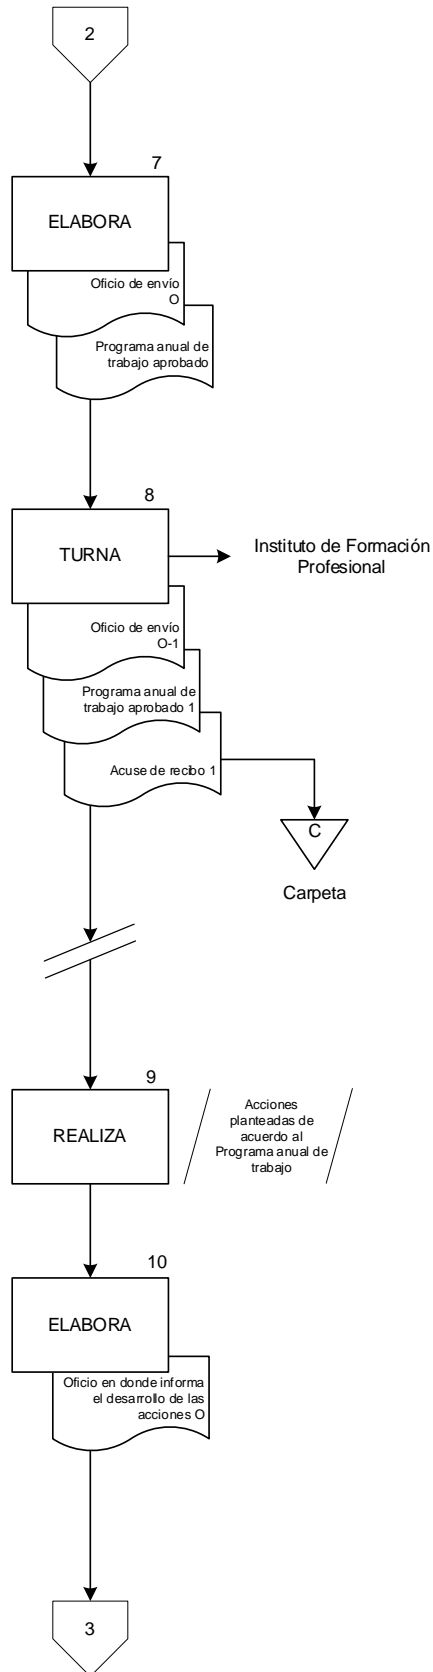 2
7
ELABORA
Oficio de envío
O
Programa anual de
trabajo aprobado
8
TURNA
Instituto de Formación
Profesional
Oficio de envío
O-1
Programa anual de
trabajo aprobado 1
Acuse de recibo 1
C
Carpeta
9
REALIZA
Acciones
planteadas de
acuerdo al
Programa anual de
trabajo
10
ELABORA
Oficio en donde informa
el desarrollo de las
acciones O
3